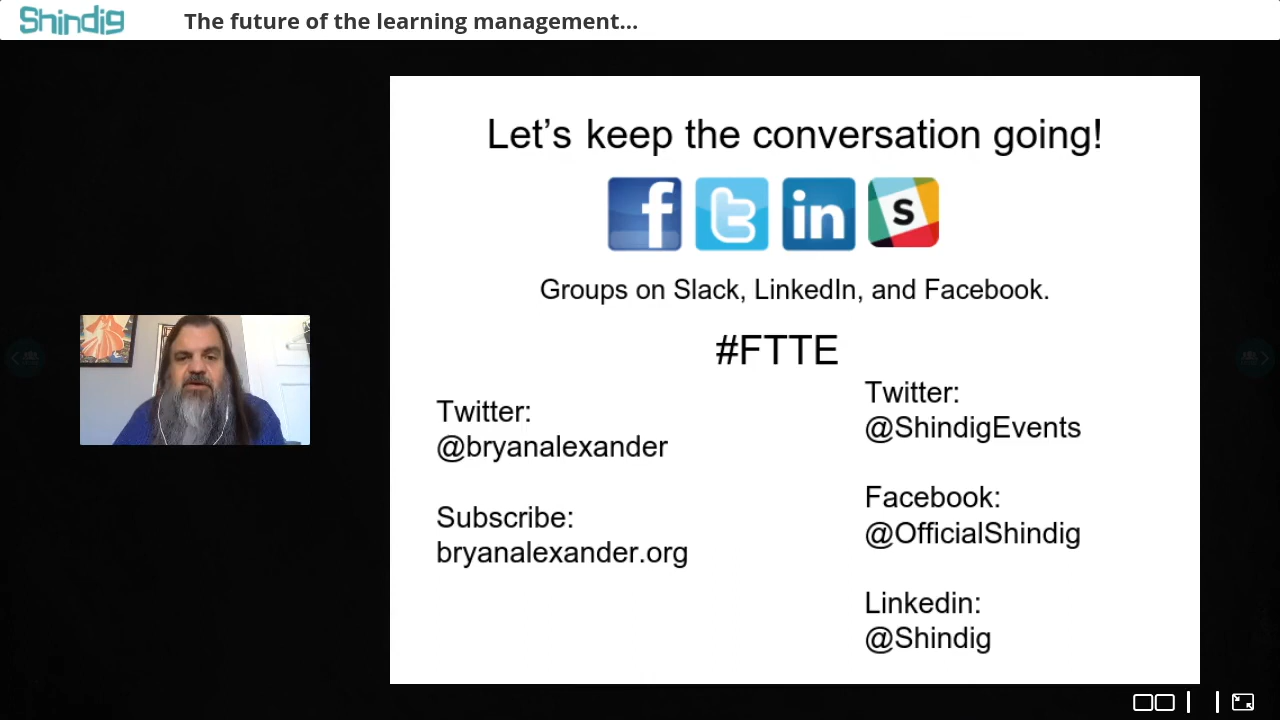 Shindig
The future of the learning management...
Let's keep the conversation going!
f t in S
Groups on Slack, LinkedIn, and Facebook.
#FTTE
Twitter:
@bryanalexander
Subscribe:
bryanalexander.org
Twitter:
@ShindigEvents
Facebook:
@OfficialShindig
Linkedin:
@Shindig